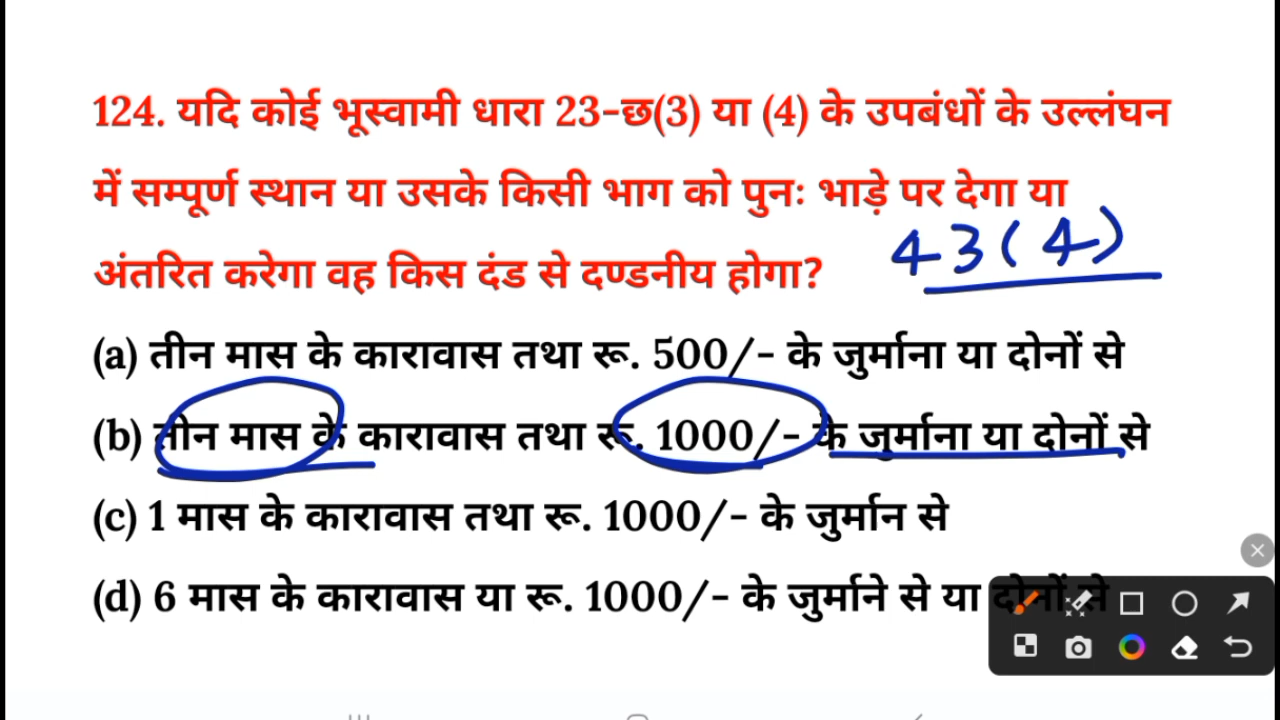 124. यदि कोई भूस्वामी धारा 23-छ(3) या (4) के उपबंधों के उल्लंघन
में सम्पूर्ण स्थान या उसके किसी भाग को पुनः भाड़े पर देगा या
अंतरित करेगा वह किस दंड से दण्डनीय होगा?
43(4)
(a) तीन मास के कारावास तथा रू. 500/- के जुर्माना या दोनों से
(b) तीन मास के कारावास तथा रू. 1000/- के जुर्माना या दोनों से
(c) 1 मास के कारावास तथा रू. 1000/- के जुर्मान से
(d) 6 मास के कारावास या रू. 1000/- के जुर्माने से या दोनों से